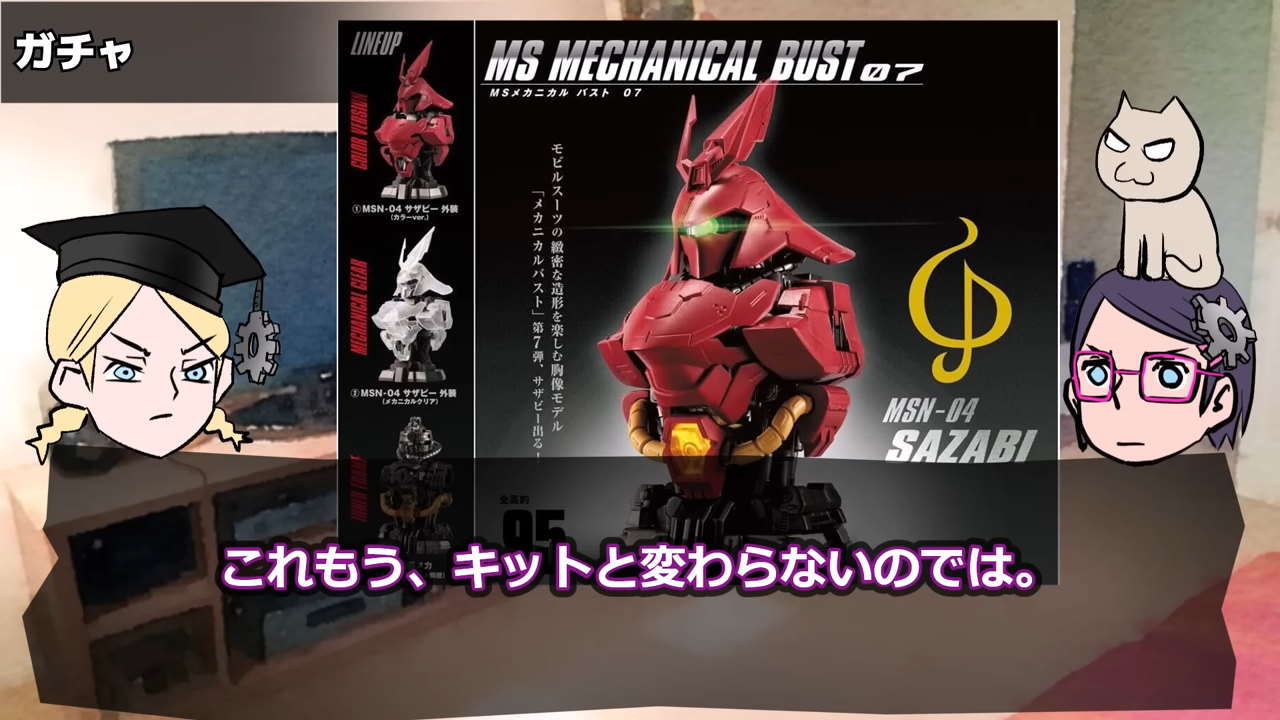 ガチャ
LINEUP
COLOR VERSION
①MSN-04 サザビー 外装
(カラーver.)
MECHANICAL CLEAR
②MSN-04 サザビー 外装
(メカニカルクリア)
INNER FRAME
MS MECHANICAL BUST 07
MSメカニカル バスト 07
モビルスーツの緻密な造形を楽しむ胸像モデル
「メカニカルバスト」第7弾、サザビー出る―
MSN-04
SAZABI
全高約
95
これもう、キットと変わらないのでは。